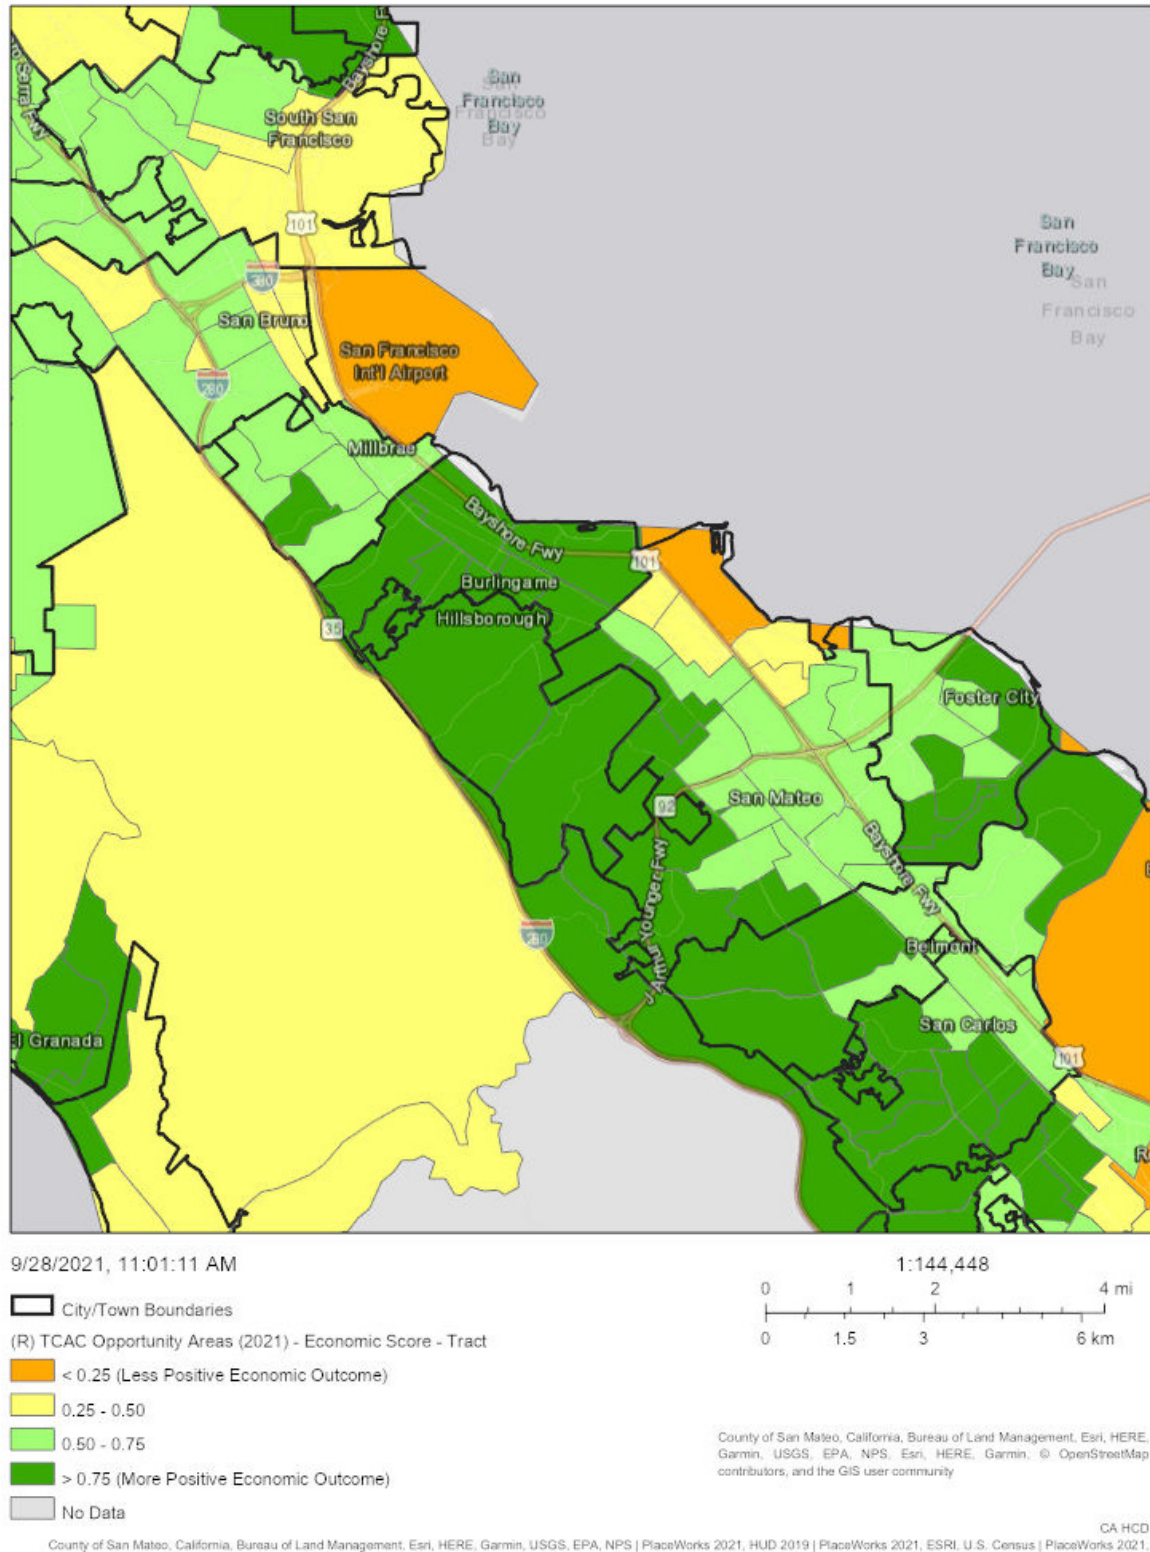 Bayshore F
San
Francisco
Bay
San
Francisco
Bay
ro Serra Fwy
South San
Francisco
101
San
Francisco
Bay
San
Francisco
Bay
380
San Bruno
San Francisco
Int'l Airport
280
Millbrae
Bayshore Fwy
101
Burlingame
Hillsborough
35
Foster City
San Mateo
92
Bayshore Fwy
J Arthur Younger Fwy
280
Belmont
San Carlos
El Granada
101
R
9/28/2021, 11:01:11 AM
1:144,448
0 1 2 4 mi
0 1.5 3 6 km
City/Town Boundaries
(R) TCAC Opportunity Areas (2021) - Economic Score - Tract
< 0.25 (Less Positive Economic Outcome)
0.25 - 0.50
0.50 - 0.75
> 0.75 (More Positive Economic Outcome)
No Data
County of San Mateo, California, Bureau of Land Management, Esri, HERE,
Garmin, USGS, EPA, NPS, Esri, HERE, Garmin, © OpenStreetMap
contributors, and the GIS user community
CA HCD
County of San Mateo, California, Bureau of Land Management, Esri, HERE, Garmin, USGS, EPA, NPS | PlaceWorks 2021, HUD 2019 | PlaceWorks 2021, ESRI, U.S. Census | PlaceWorks 2021,